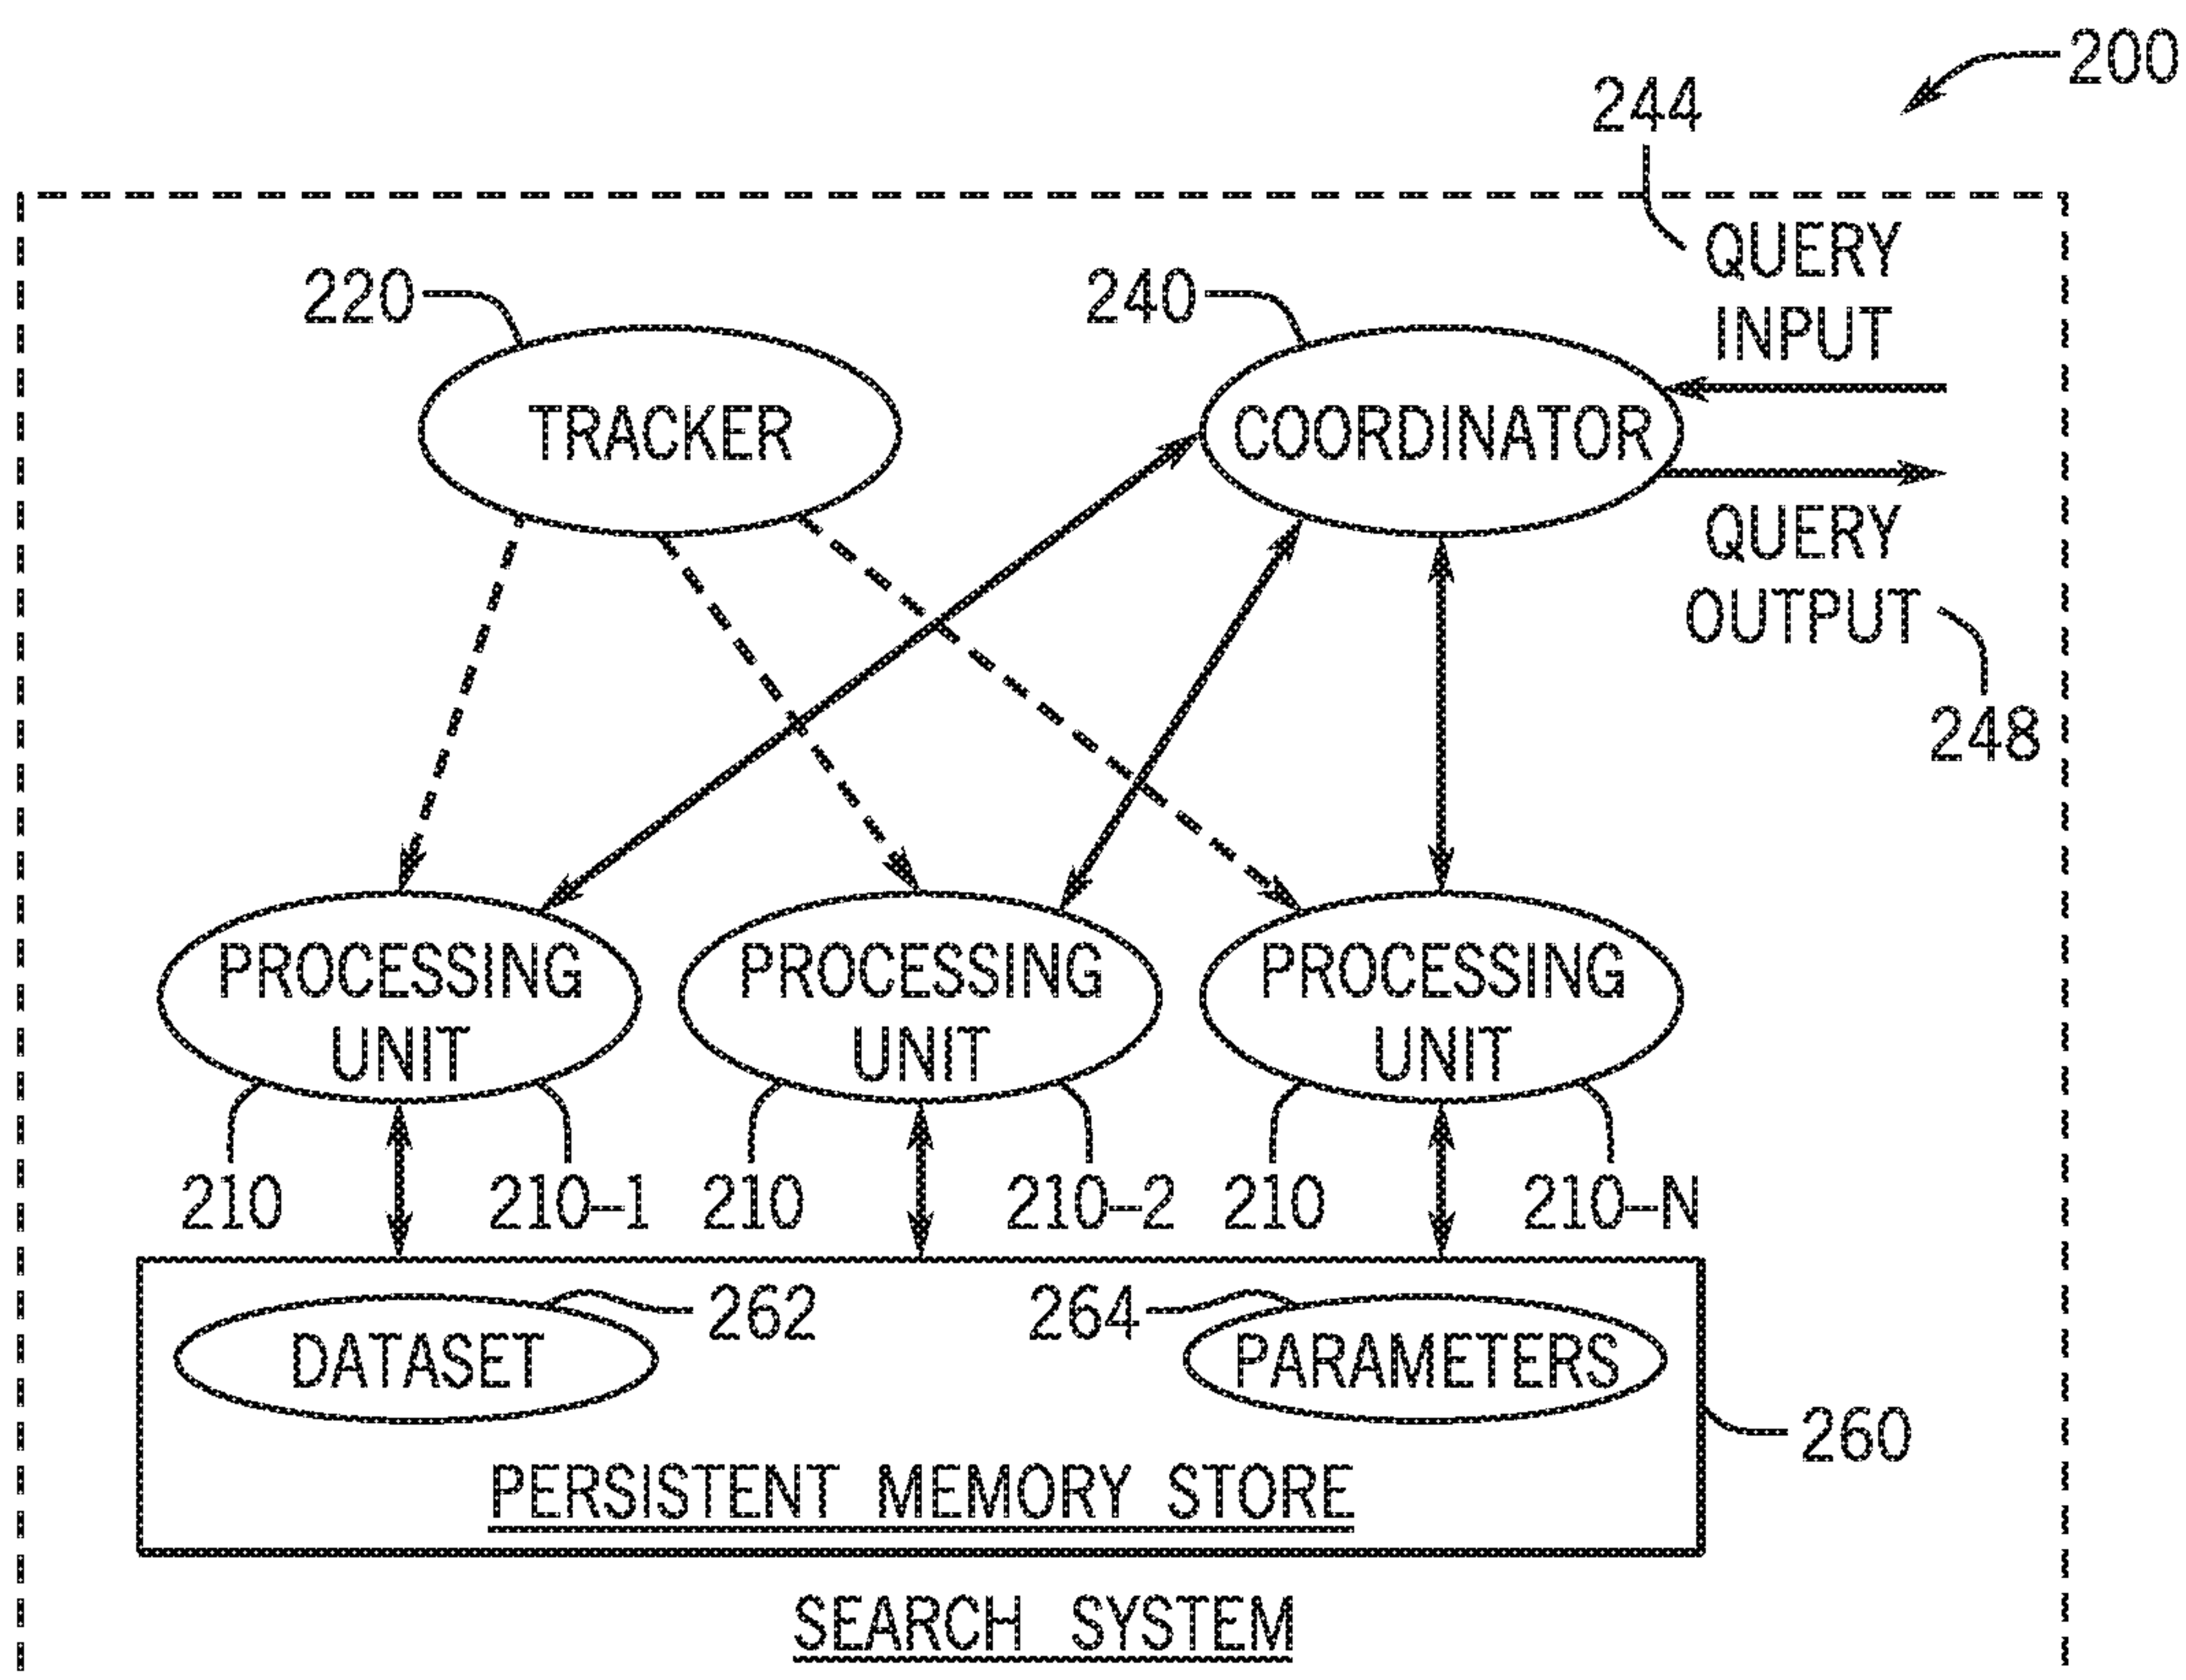 200
244
QUERY
INPUT
220
240
TRACKER
COORDINATOR
QUERY
OUTPUT
248
PROCESSING
UNIT
PROCESSING
UNIT
PROCESSING
UNIT
210
210-1
210
210-2
210
210-N
262
264
DATASET
PARAMETERS
260
PERSISTENT MEMORY STORE
SEARCH SYSTEM